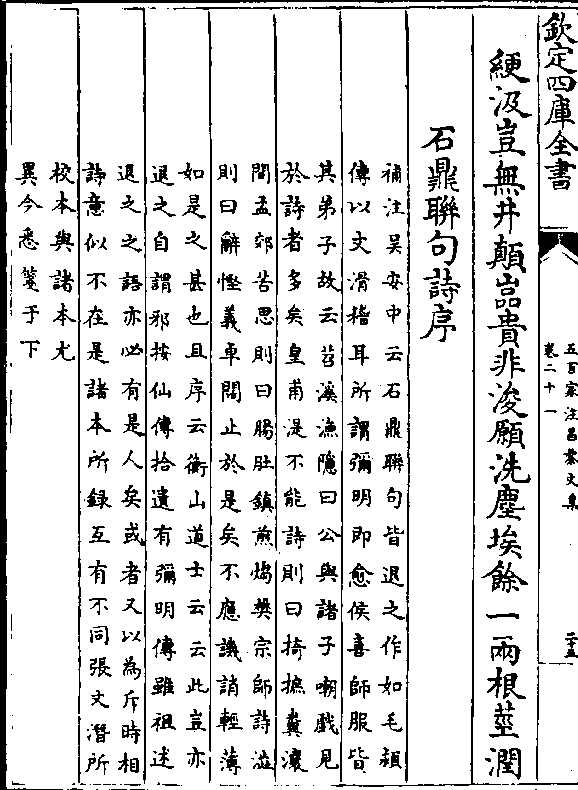 欽定四庫全書
五百家注昌黎文集
卷二十一
二十五
綆汲豈無井顛崖貴非浚願洗塵埃餘一兩根莖潤
石鼎聯句詩序
補注吳安中云石鼎聯句皆退之作如毛穎
傳以文滑稽耳所謂彌明即愈侯喜師服皆
其弟子故云苕溪漁隱曰公與諸子嘲戲見
於詩者多矣皇甫湜不能詩則曰掎摭糞壤
間孟郊苦思則曰腸肚鎮煎煼樊宗師詩澁
則曰辭慳義卓闊止於是矣不應譏誚輕薄
如是之甚也且序云衡山道士云云此豈亦
退之自謂邪按仙傳拾遺有彌明傳雖祖述
退之之語亦必有是人矣或者又以為斥時相
詩意似不在是諸本所録互有不同張文潛所
校本與諸本尤
異今悉箋于下